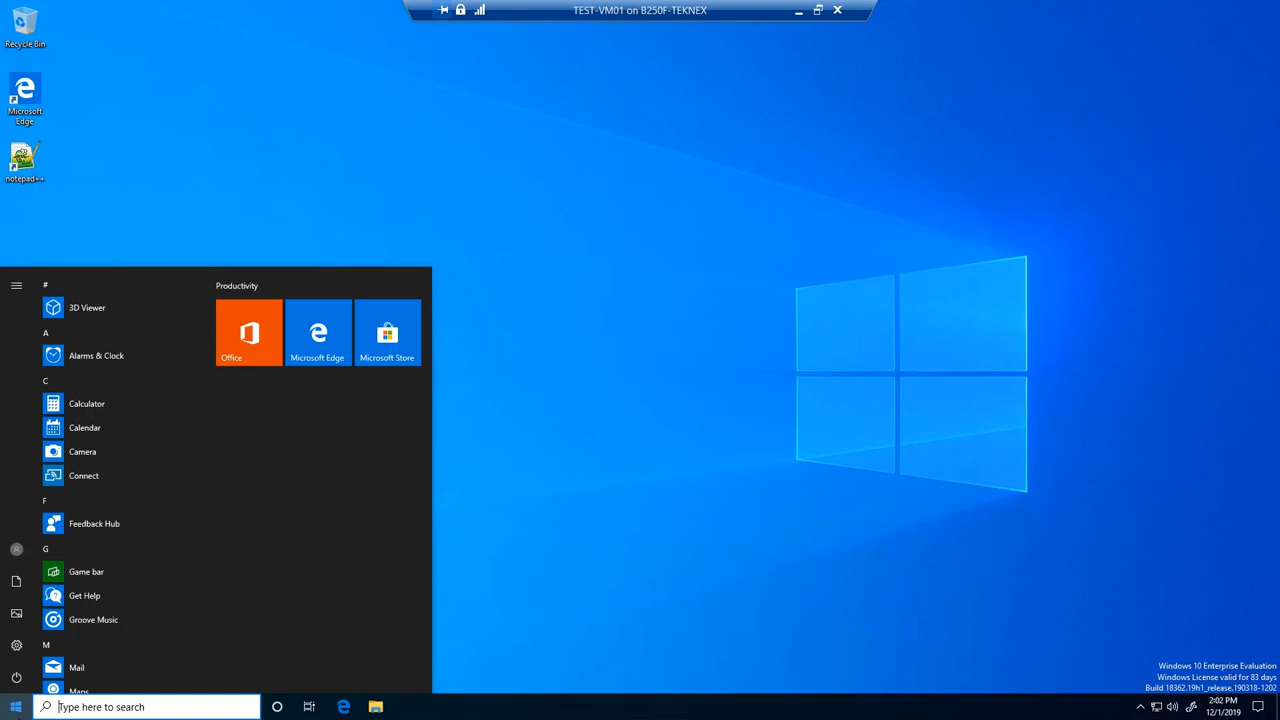 TEST-VM01 on B250F-TEKNEX
Recycle Bin
Microsoft
Edge
notepad++
#
3D Viewer
A
Alarms & Clock
C
Calculator
Calendar
Camera
Connect
F
Feedback Hub
G
Game bar
Get Help
Groove Music
M
Mail
Maps
Productivity
Office
Microsoft Edge
Microsoft Store
Windows 10 Enterprise Evaluation
Windows License valid for 83 days
Build 18362.19h1_release.190318-1202
Type here to search
2:02 PM
12/1/2019